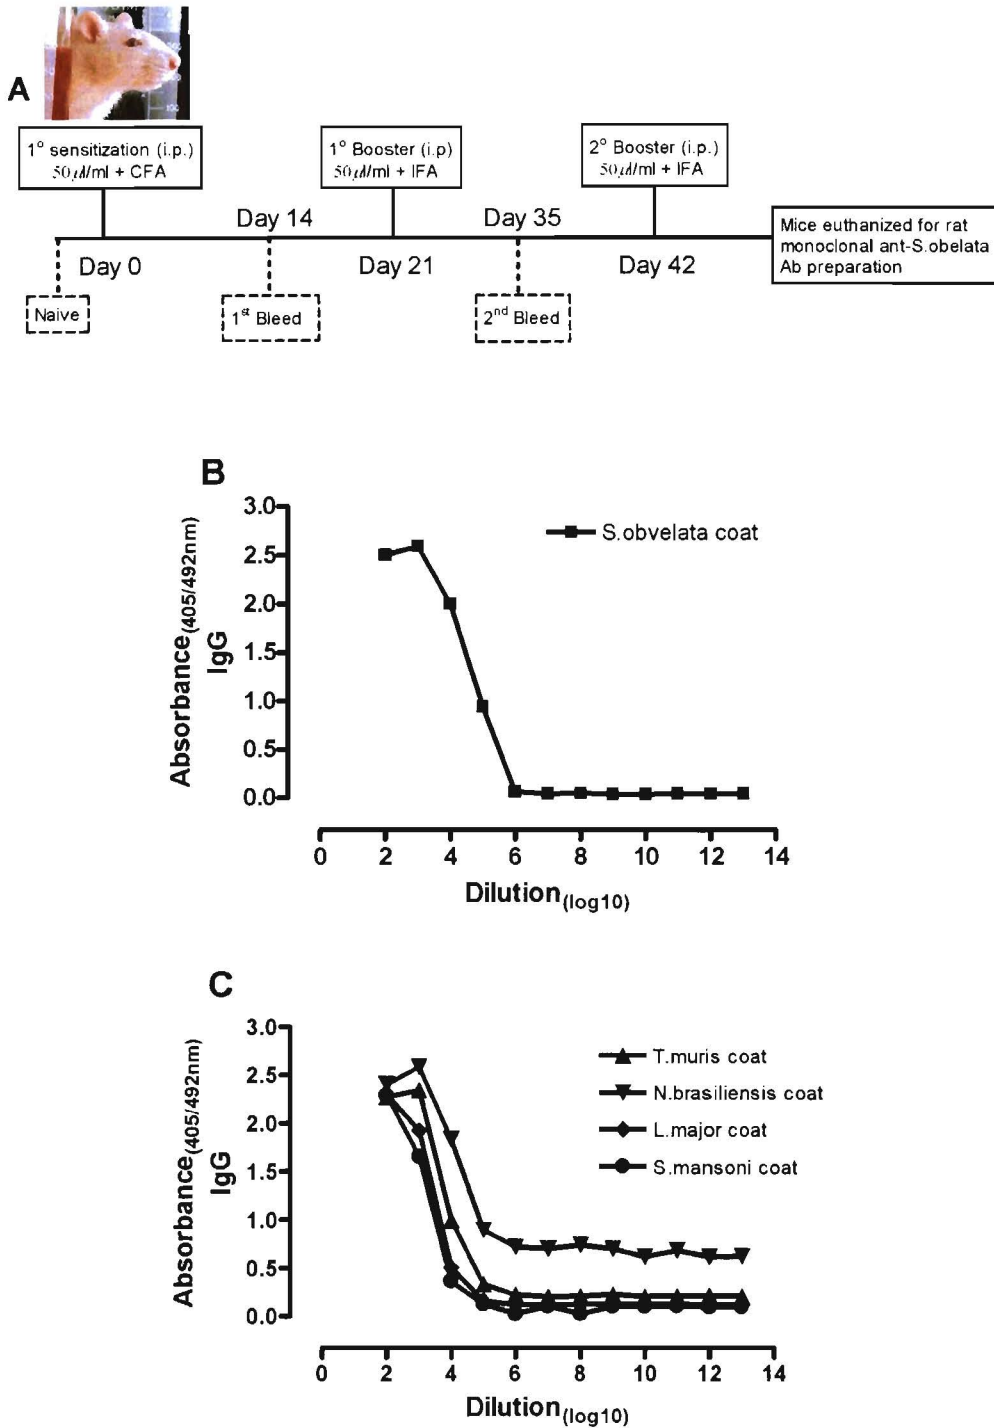 A
1° sensitization (i.p.)
50µl/ml + CFA
1° Booster (i.p)
50µl/ml + IFA
2° Booster (i.p.)
50µl/ml + IFA
Day 14
Day 35
Mice euthanized for rat
monoclonal ant-S.obelata
Ab preparation
Day 0
Day 21
Day 42
Naive
1st Bleed
2nd Bleed
B
Absorbance(405/492nm)
IgG
3.0
2.5
2.0
1.5
1.0
0.5
0.0
S.obvelata coat
0 2 4 6 8 10 12 14
Dilution(log10)
C
Absorbance(405/492nm)
IgG
3.0
2.5
2.0
1.5
1.0
0.5
0.0
T.muris coat
N.brasiliensis coat
L.major coat
S.mansoni coat
0 2 4 6 8 10 12 14
Dilution(log10)